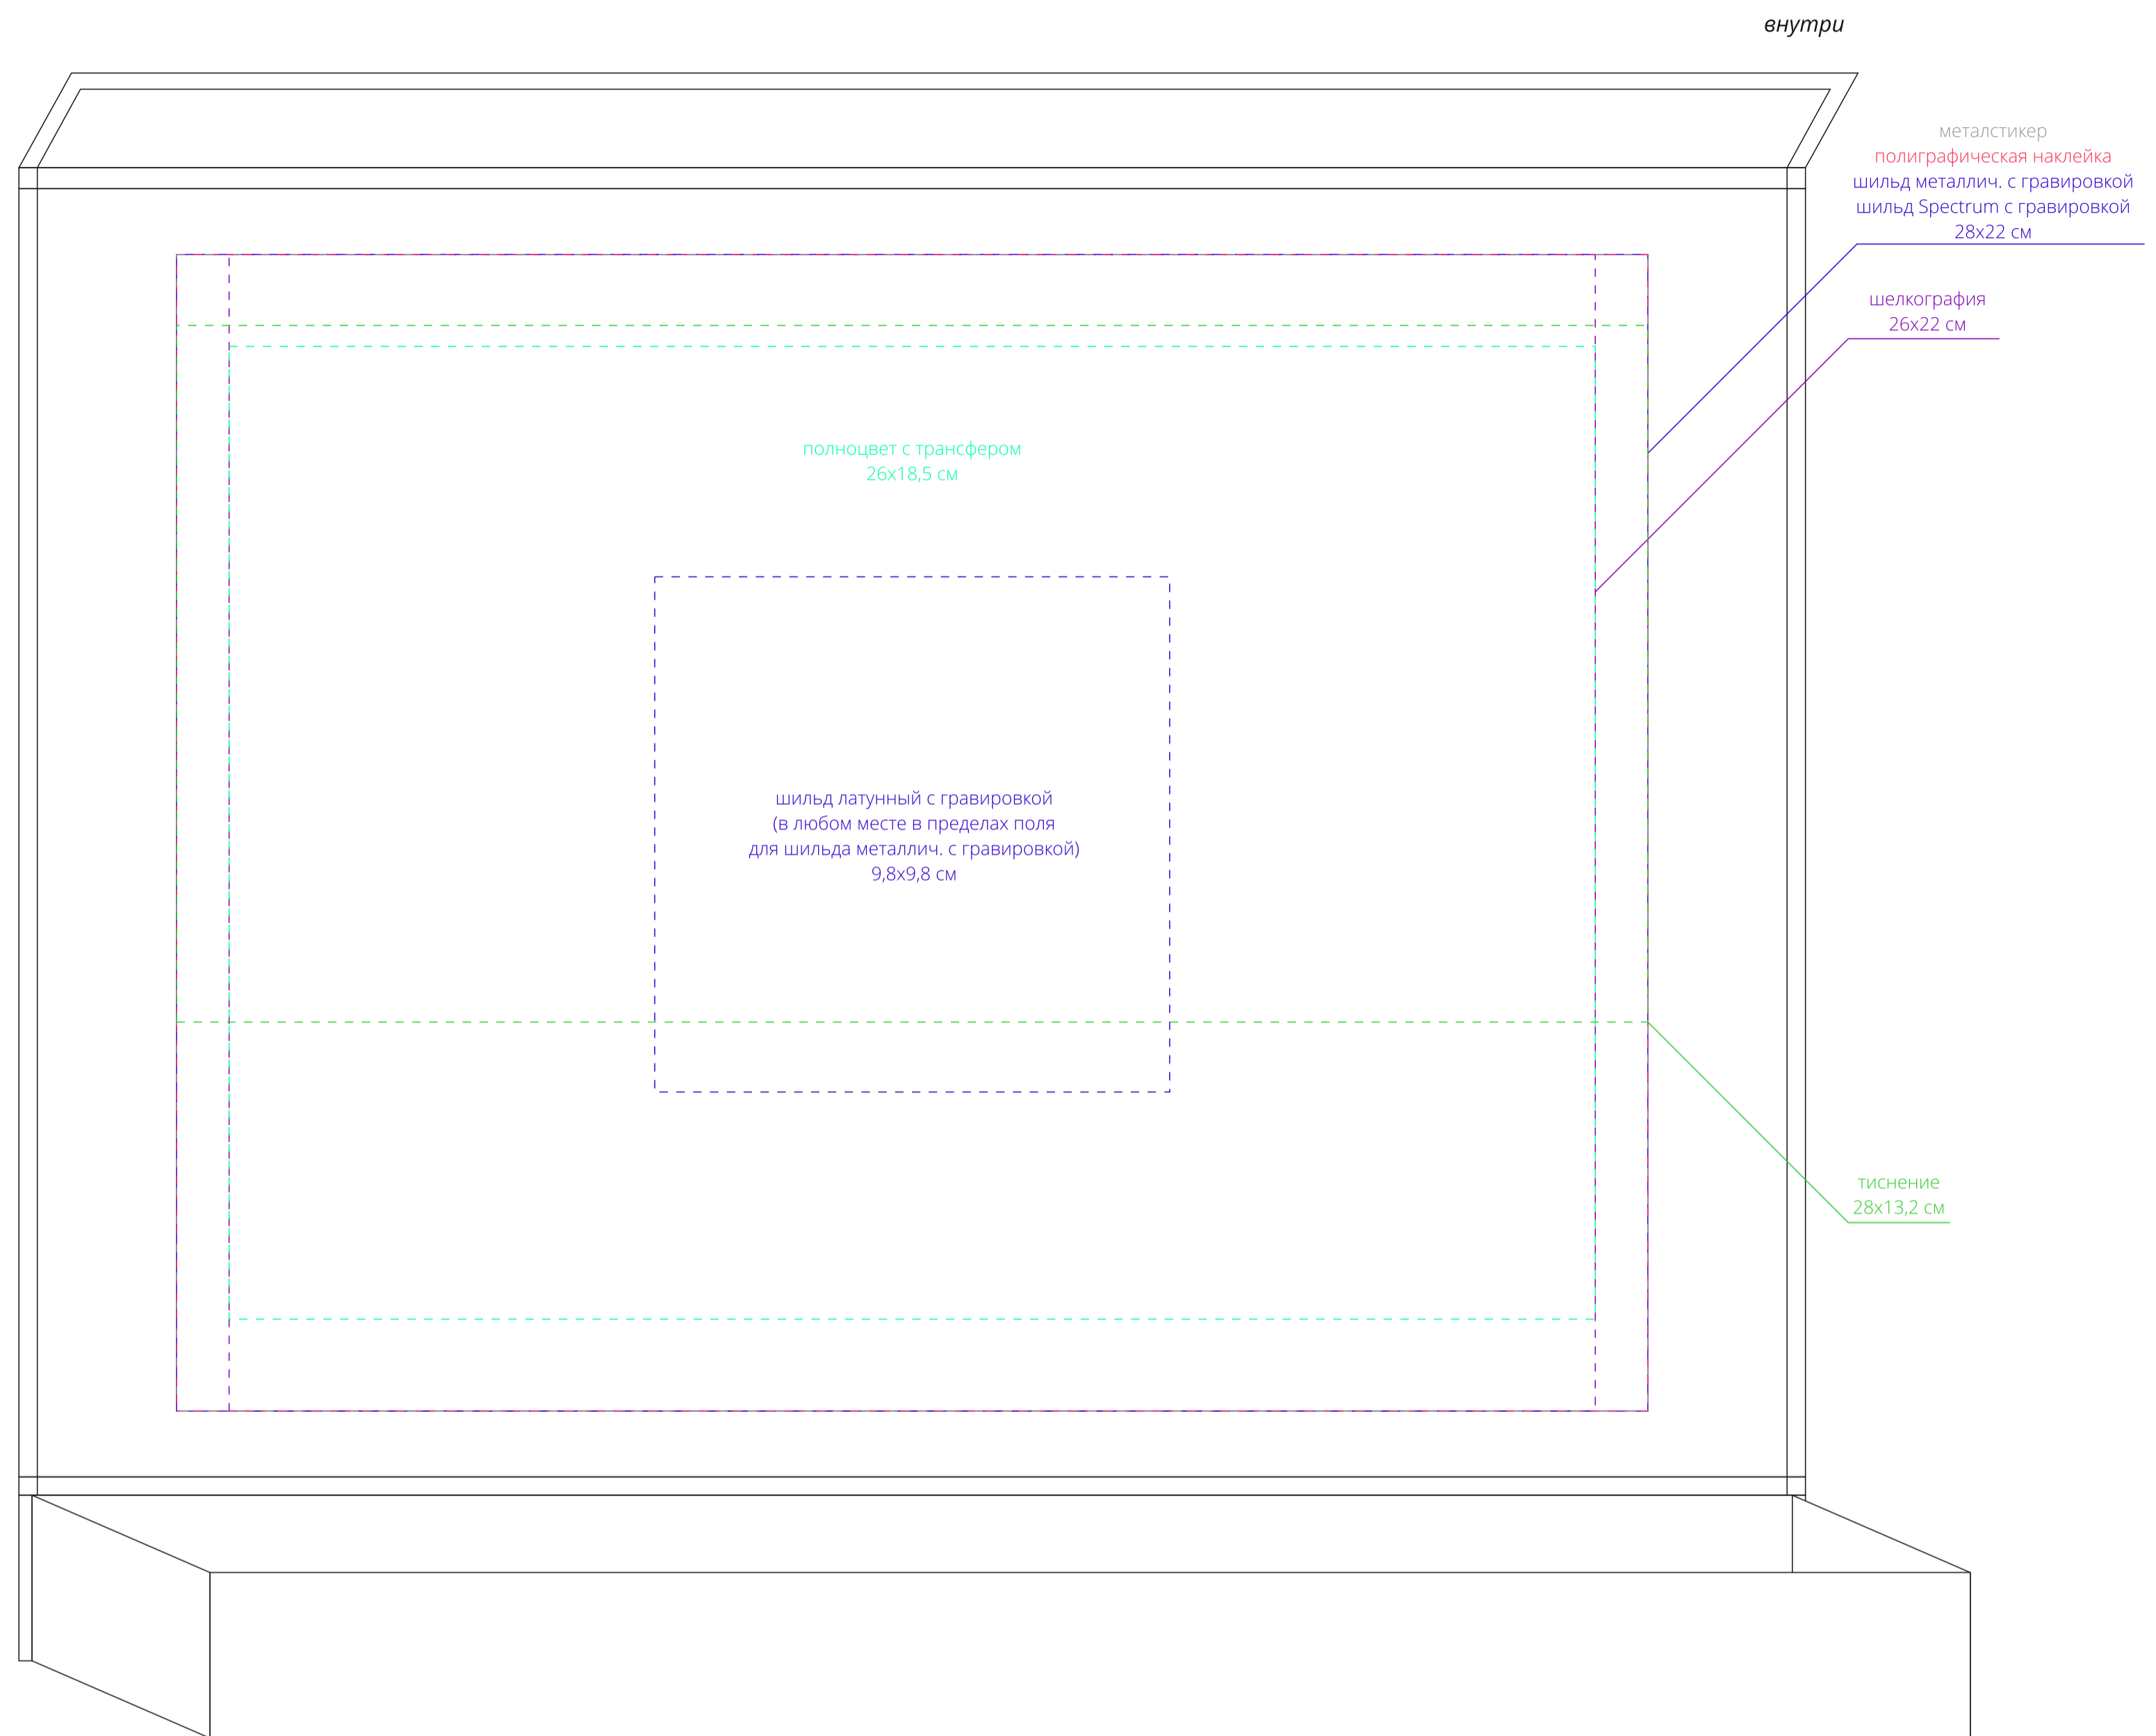 внутри
металстикер
полиграфическая наклейка
шильд металлич. с гравировкой
шильд Spectrum с гравировкой
28х22 см
шелкография
26х22 см
полноцвет с трансфером
26х18,5 см
шильд латунный с гравировкой
(в любом месте в пределах поля
для шильда металлич. с гравировкой)
9,8х9,8 см
тиснение
28х13,2 см